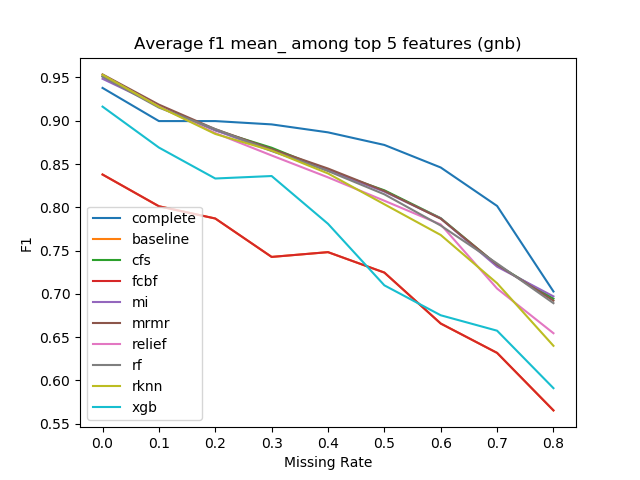 Average f1 mean_ among top 5 features (gnb)
F1
0.95
0.90
0.85
0.80
0.75
0.70
0.65
0.60
0.55
complete
baseline
cfs
fcbf
mi
mrmr
relief
rf
rknn
xgb
0.0 0.1 0.2 0.3 0.4 0.5 0.6 0.7 0.8
Missing Rate